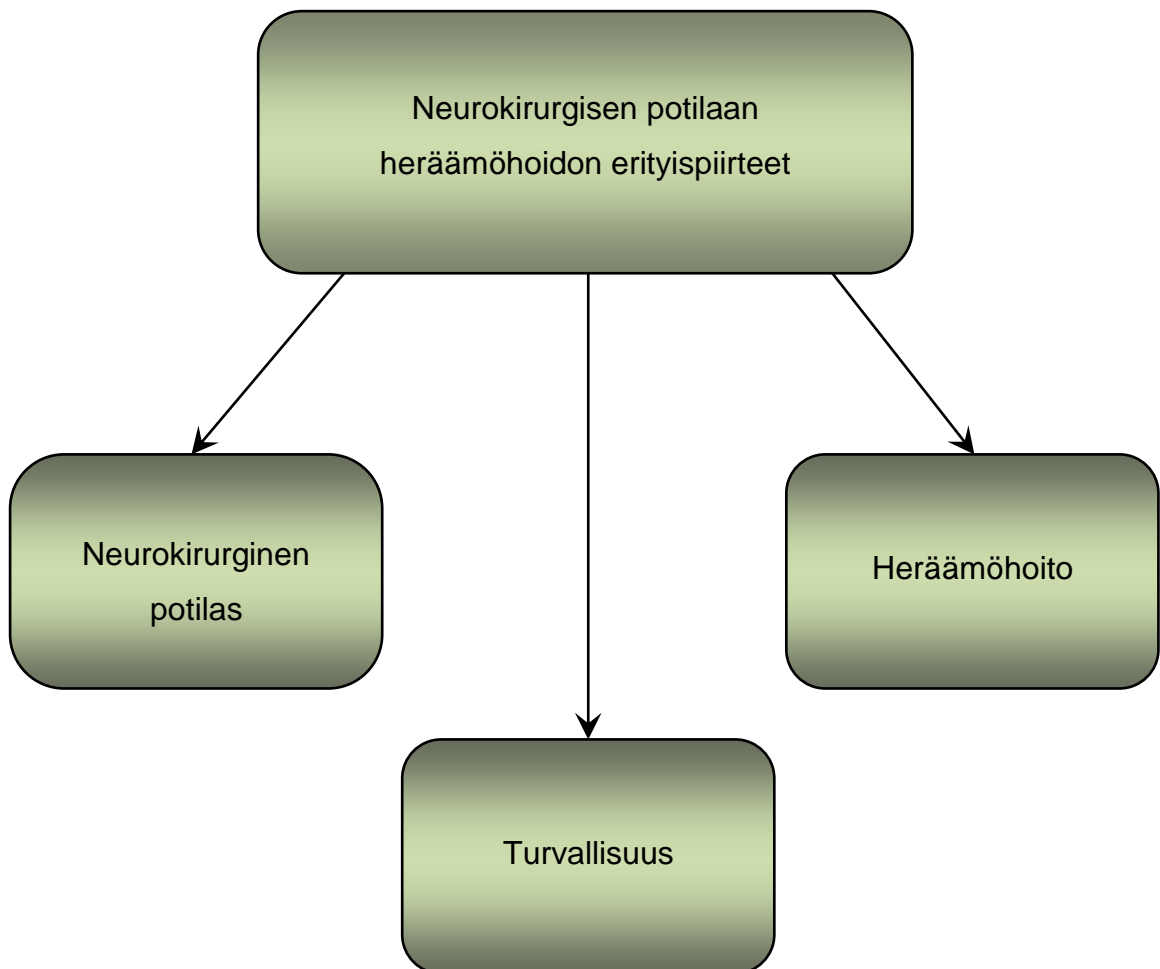 Neurokirurgisen potilaan
heräämöhoidon erityispiirteet
Neurokirurginen
potilas
Heräämöhoito
Turvallisuus